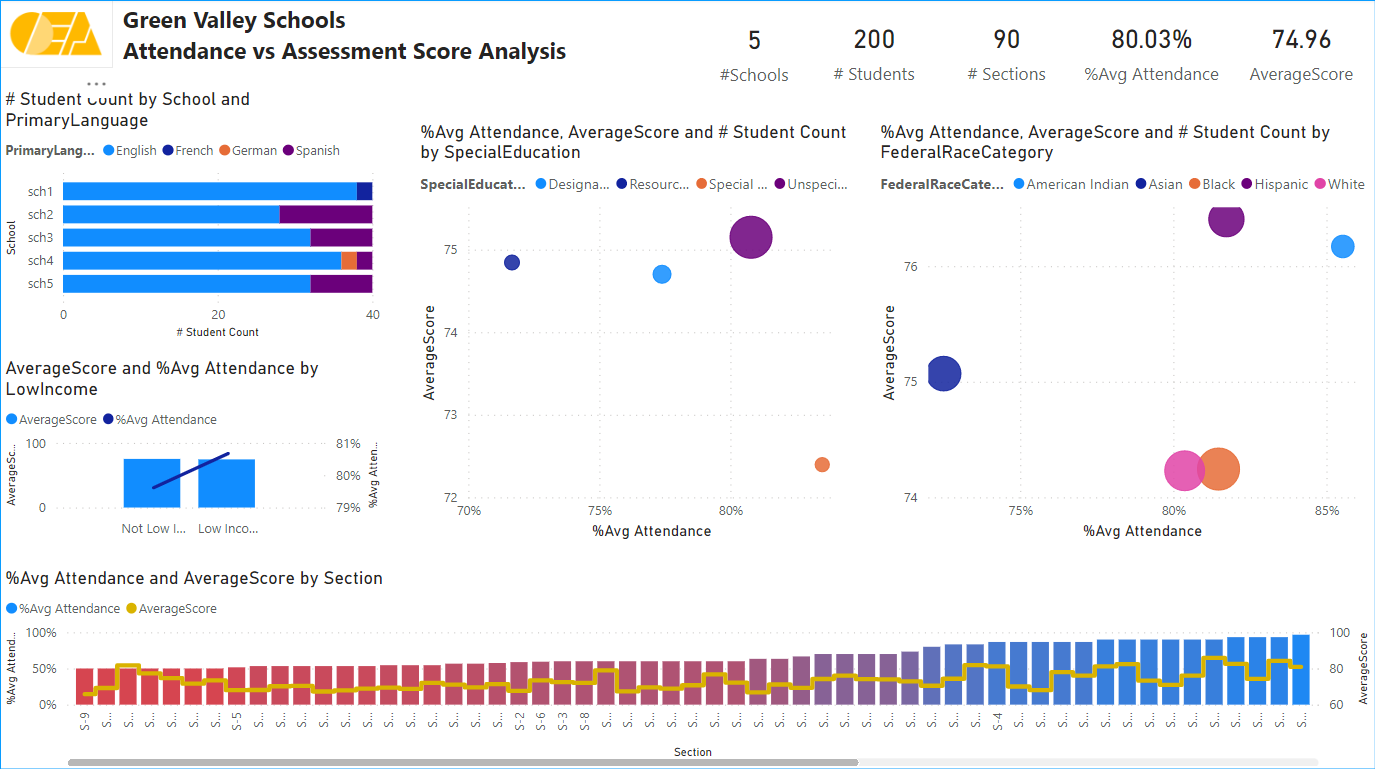 OEA
Green Valley Schools
Attendance vs Assessment Score Analysis
5
#Schools
200
# Students
90
# Sections
80.03%
%Avg Attendance
74.96
AverageScore
# Student Count by School and
PrimaryLanguage
PrimaryLang... English French German Spanish
School
sch1
sch2
sch3
sch4
sch5
0 20 40
# Student Count
%Avg Attendance, AverageScore and # Student Count
by SpecialEducation
SpecialEducat... Designa... Resourc... Special ... Unspeci...
AverageScore
75
74
73
72
70% 75% 80%
%Avg Attendance
%Avg Attendance, AverageScore and # Student Count by
FederalRaceCategory
FederalRaceCate... American Indian Asian Black Hispanic White
AverageScore
76
75
74
75% 80% 85%
%Avg Attendance
AverageScore and %Avg Attendance by
LowIncome
AverageScore %Avg Attendance
AverageSc...
100
0
81%
80%
79%
%Avg Atten...
Not Low I... Low Inco...
%Avg Attendance and AverageScore by Section
%Avg Attendance AverageScore
%Avg Attend...
100%
50%
0%
100
80
60
AverageScore
S-9 S... S... S... S... S... S... S-5 S... S... S... S... S... S... S... S... S... S... S... S... S-2 S-6 S-3 S-8 S... S... S... S... S... S... S... S... S... S... S... S... S... S... S... S... S... S... S-4 S... S... S... S... S... S... S... S... S... S... S... S... S... S...
Section